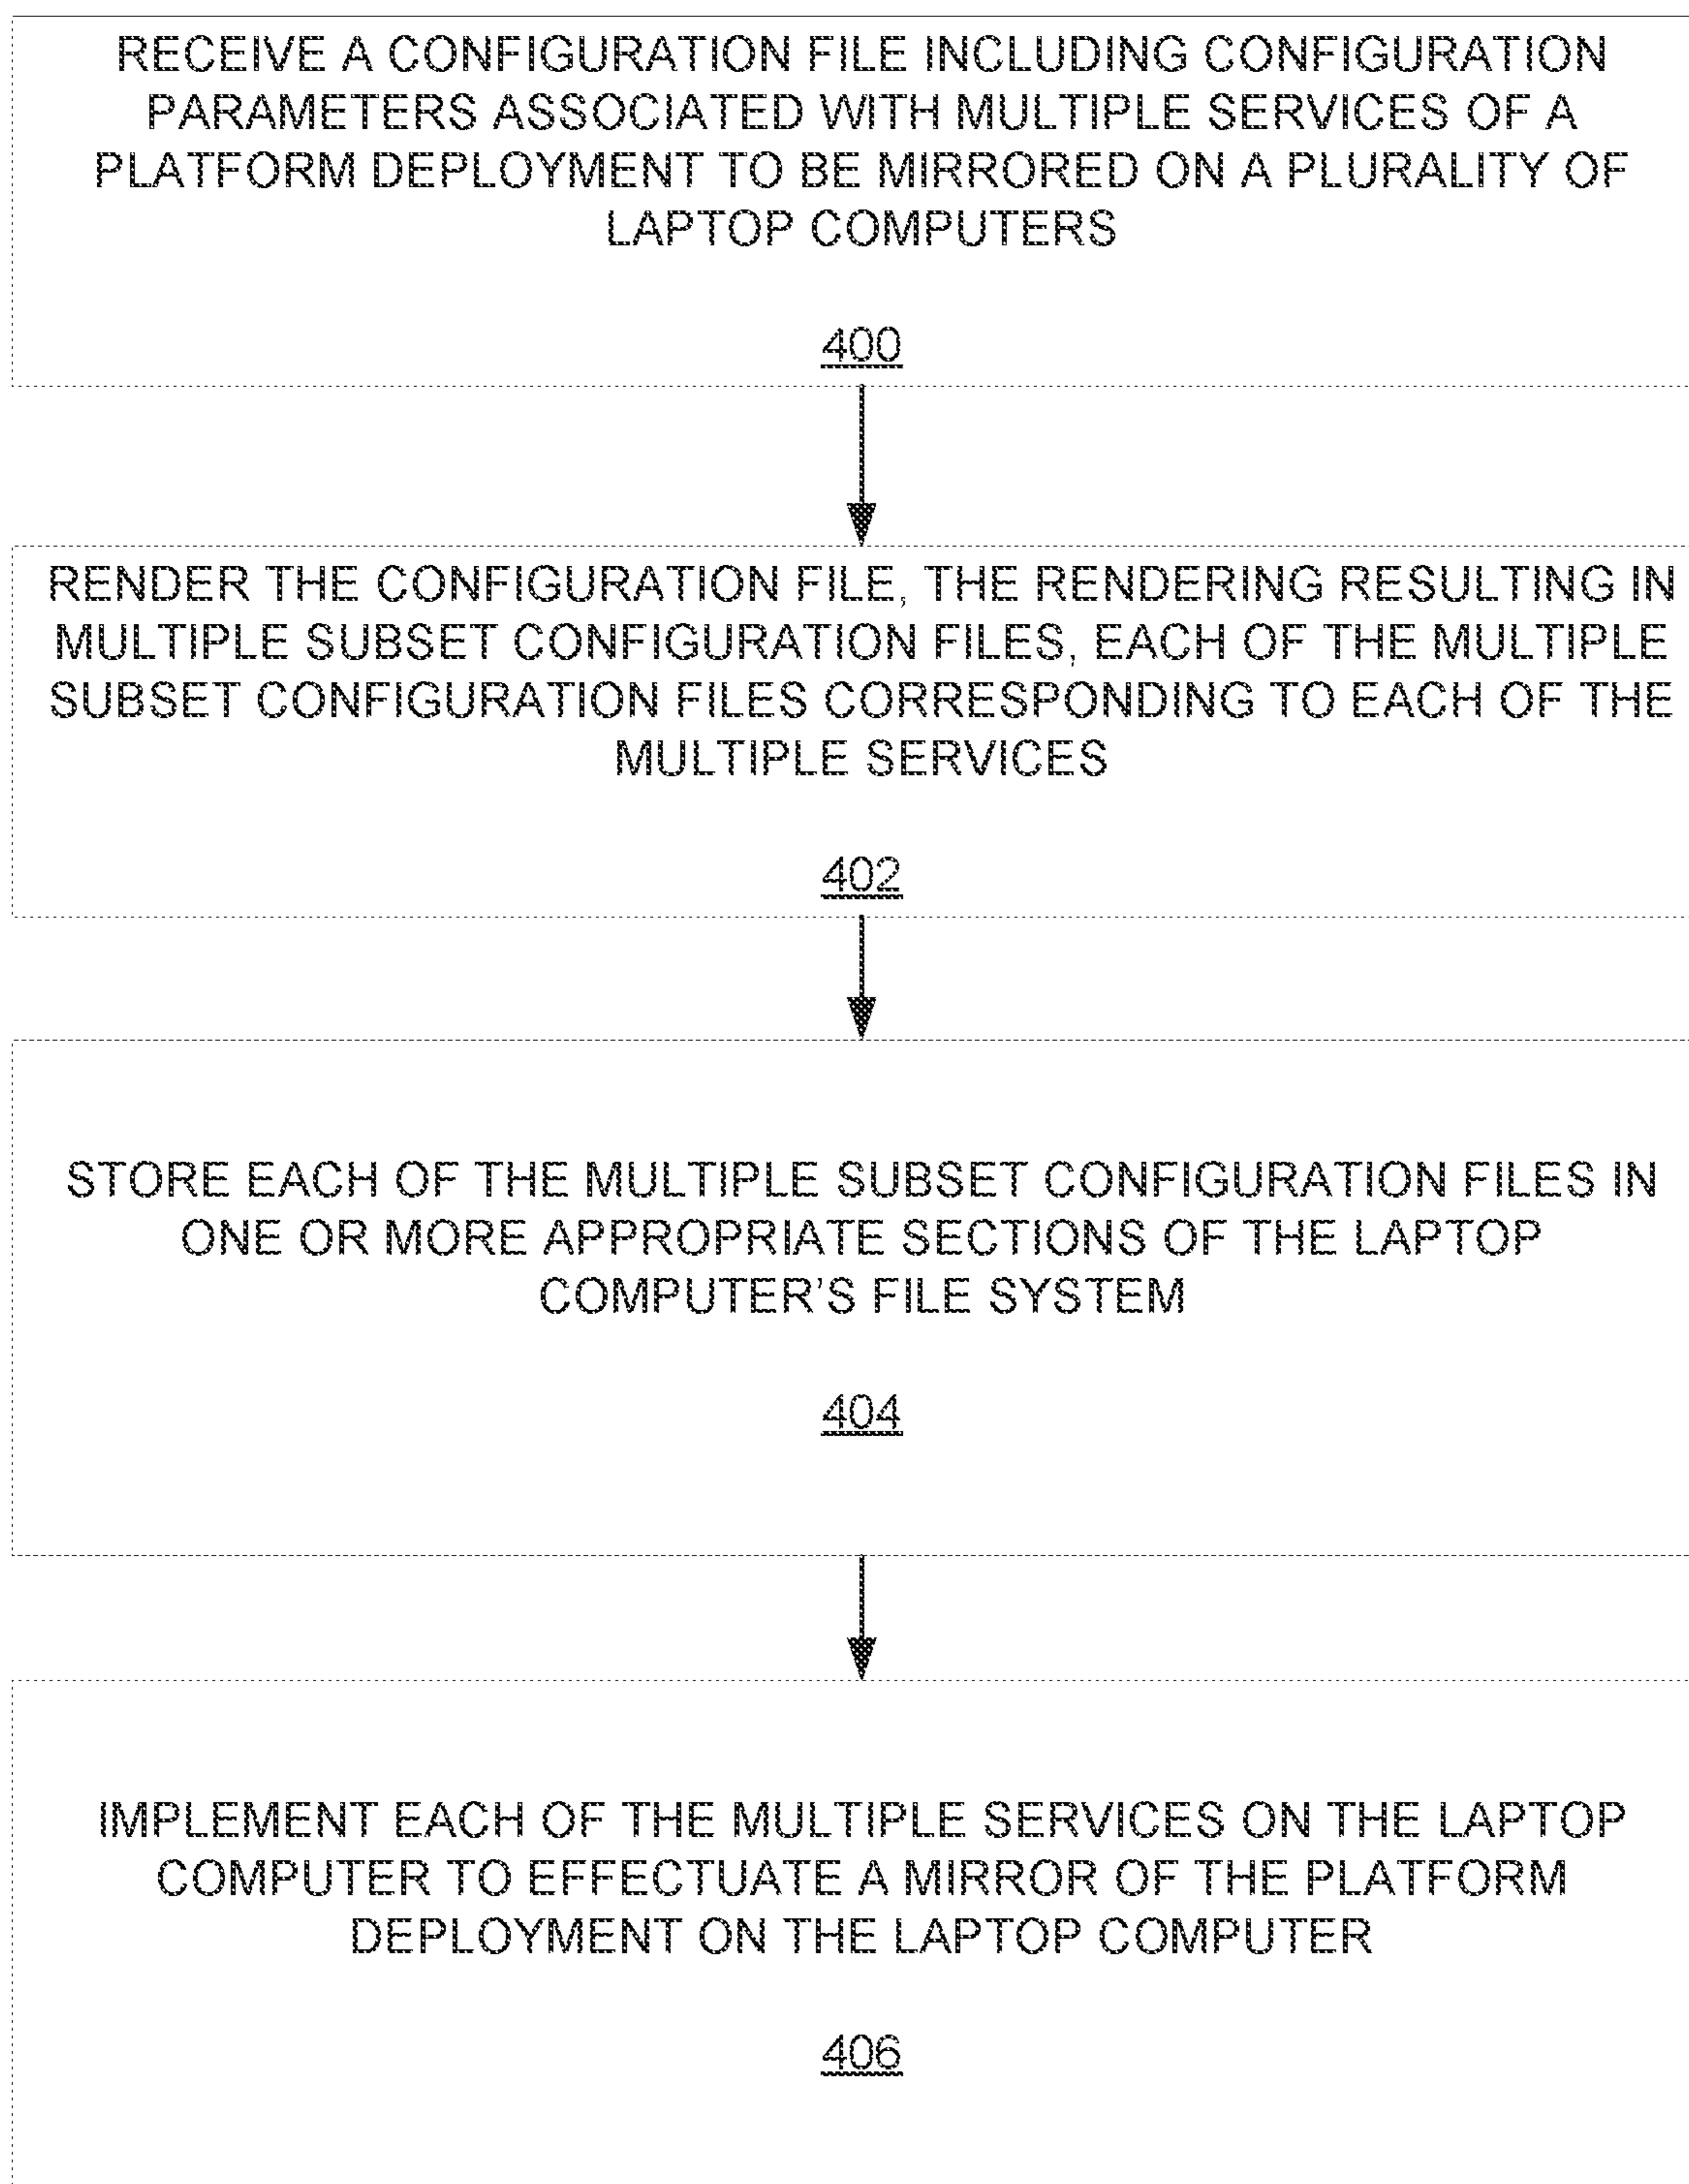 RECEIVE A CONFIGURATION FILE INCLUDING CONFIGURATION
PARAMETERS ASSOCIATED WITH MULTIPLE SERVICES OF A
PLATFORM DEPLOYMENT TO BE MIRRORED ON A PLURALITY OF
LAPTOP COMPUTERS
400
RENDER THE CONFIGURATION FILE, THE RENDERING RESULTING IN
MULTIPLE SUBSET CONFIGURATION FILES, EACH OF THE MULTIPLE
SUBSET CONFIGURATION FILES CORRESPONDING TO EACH OF THE
MULTIPLE SERVICES
402
STORE EACH OF THE MULTIPLE SUBSET CONFIGURATION FILES IN
ONE OR MORE APPROPRIATE SECTIONS OF THE LAPTOP
COMPUTER'S FILE SYSTEM
404
IMPLEMENT EACH OF THE MULTIPLE SERVICES ON THE LAPTOP
COMPUTER TO EFFECTUATE A MIRROR OF THE PLATFORM
DEPLOYMENT ON THE LAPTOP COMPUTER
406